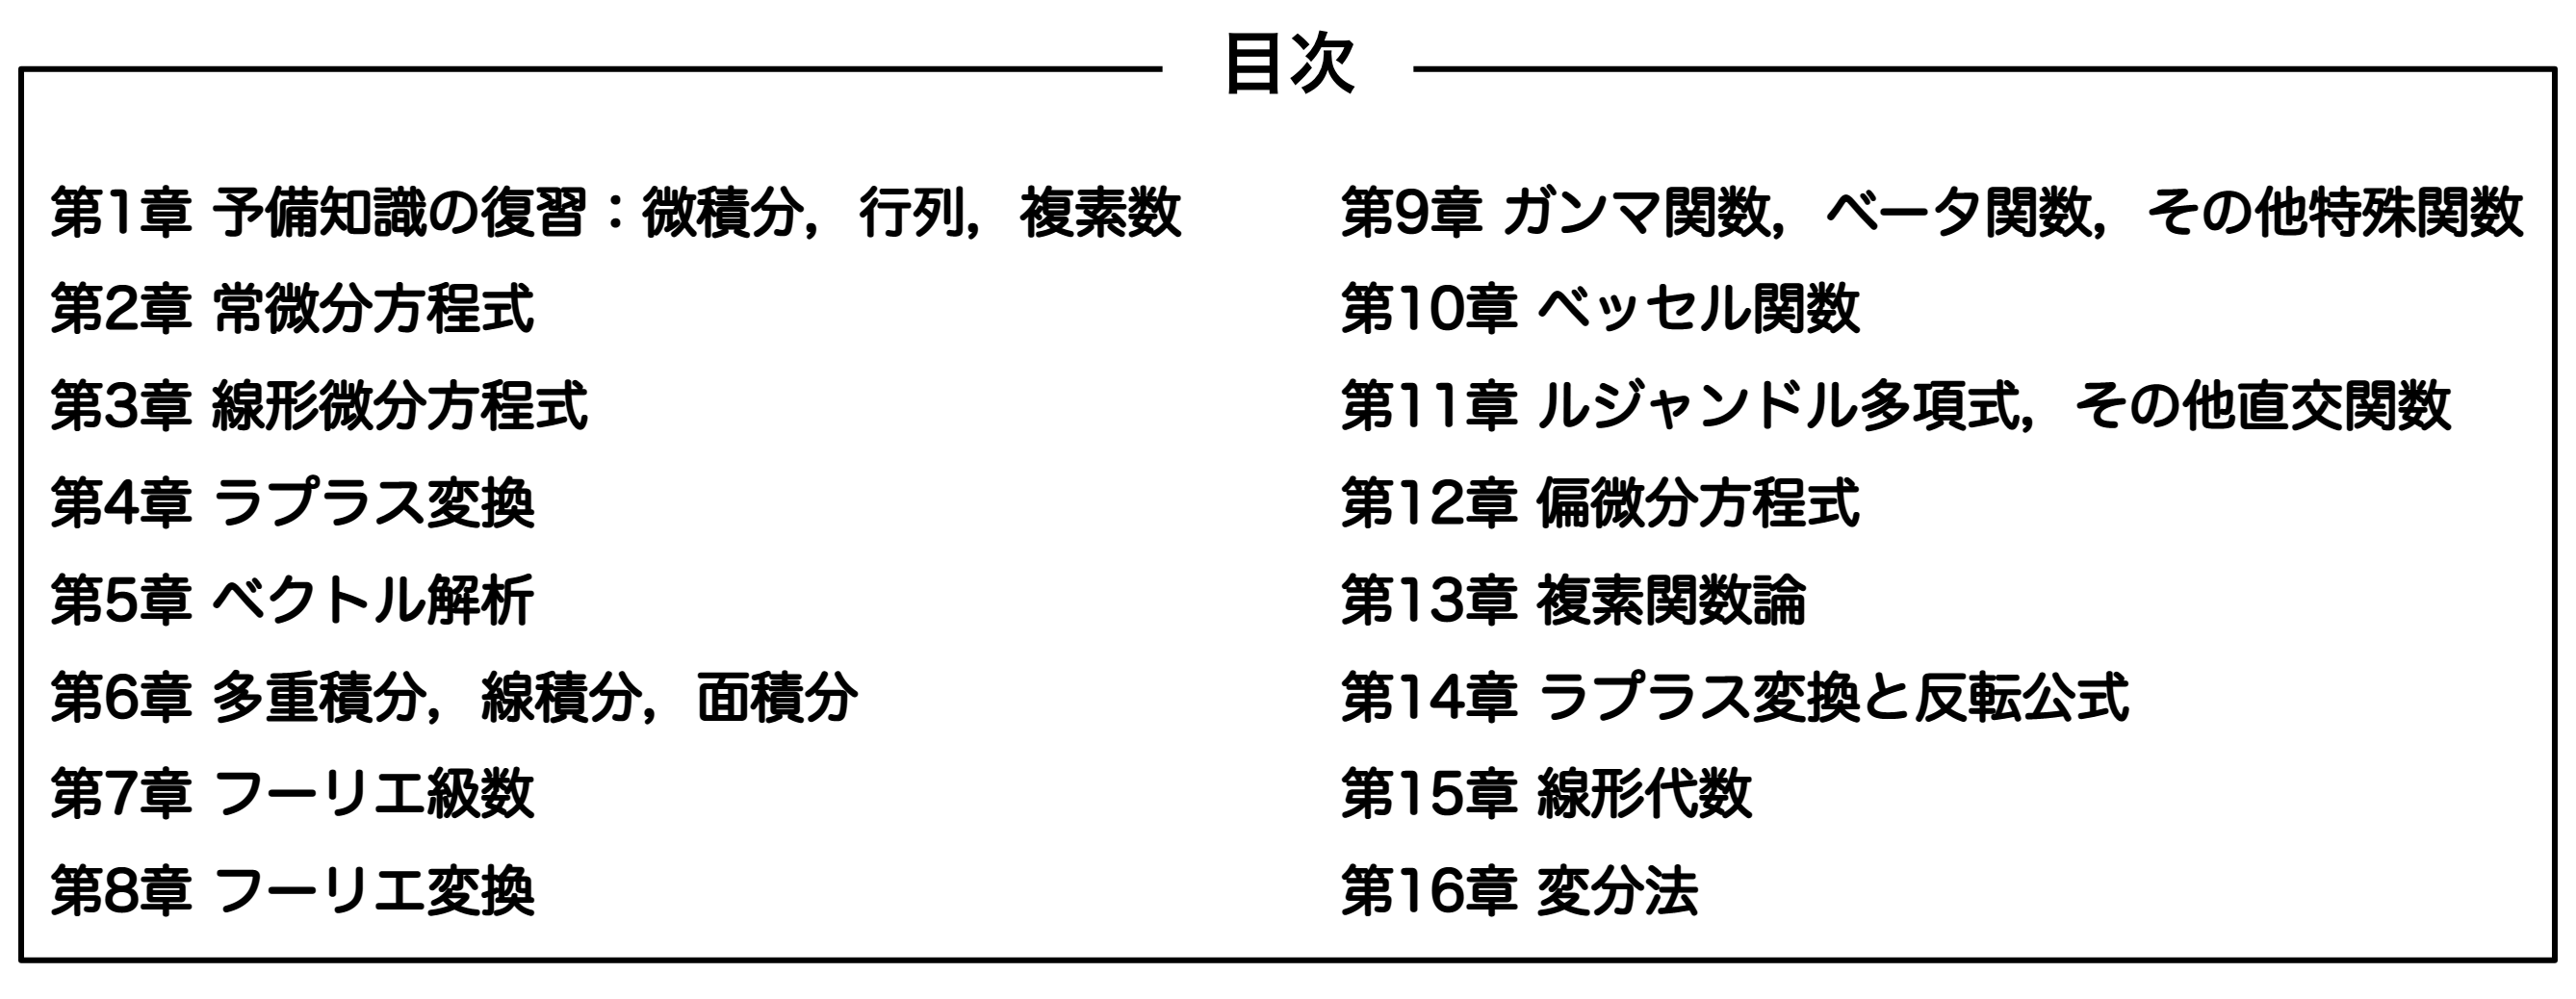 目次
第1章 予備知識の復習：微積分，行列，複素数
第2章 常微分方程式
第3章 線形微分方程式
第4章 ラプラス変換
第5章 ベクトル解析
第6章 多重積分，線積分，面積分
第7章 フーリエ級数
第8章 フーリエ変換
第9章 ガンマ関数，ベータ関数，その他特殊関数
第10章 ベッセル関数
第11章 ルジャンドル多項式，その他直交関数
第12章 偏微分方程式
第13章 複素関数論
第14章 ラプラス変換と反転公式
第15章 線形代数
第16章 変分法